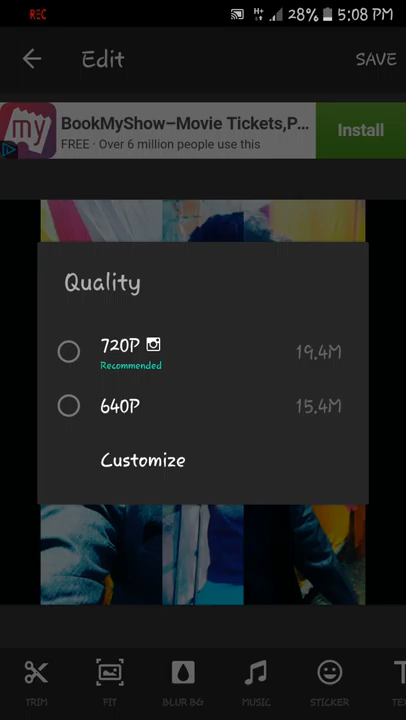 REC
H+ 28% 5:08 PM
Edit
SAVE
my
BookMyShow–Movie Tickets,P...
FREE · Over 6 million people use this
Install
Quality
720P
19.4M
Recommended
640P
15.4M
Customize
TRIM
FIT
BLUR BG
MUSIC
STICKER
TEX